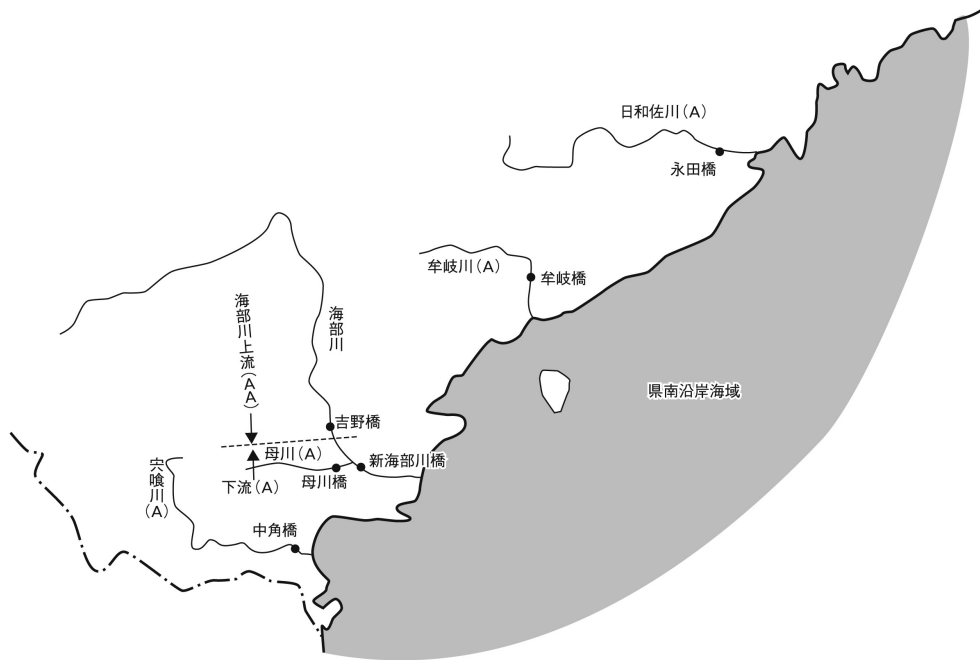 日和佐川(A)
永田橋
牟岐川(A)
牟岐橋
海部川上流(AA)
海部川
県南沿岸海域
吉野橋
母川(A)
新海部川橋
宍喰川(A)
下流(A)
母川橋
中角橋